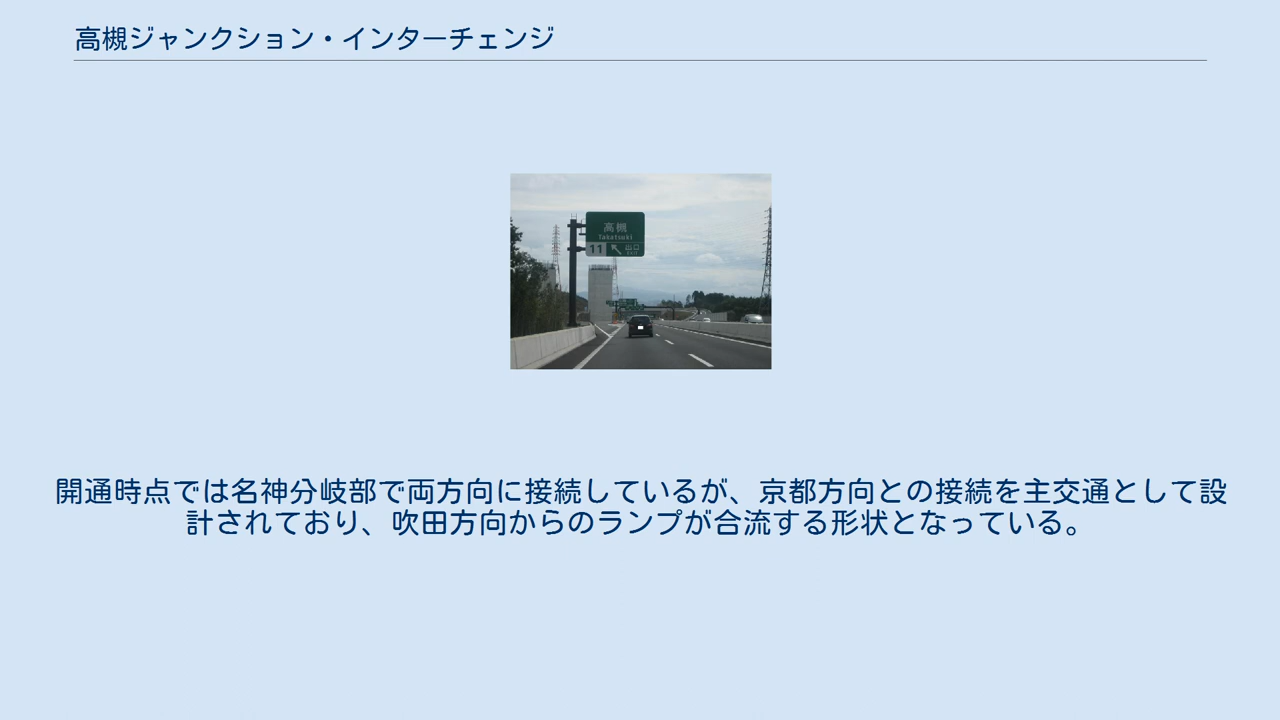 高槻ジャンクション・インターチェンジ
高槻
Takatsuki
11 出口
EXIT
開通時点では名神分岐部で両方向に接続しているが、京都方向との接続を主交通として設
計されており、吹田方向からのランプが合流する形状となっている。